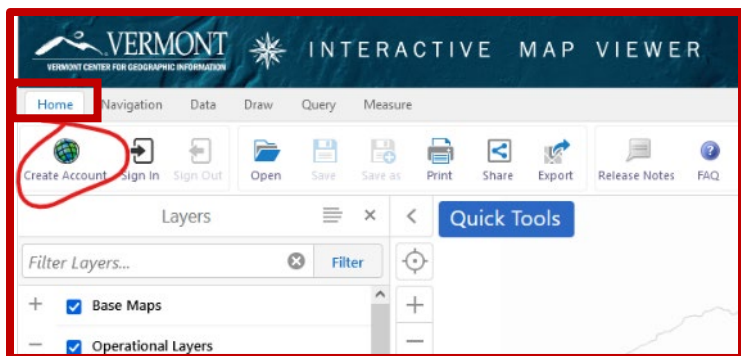 VERMONT
VERMONT CENTER FOR GEOGRAPHIC INFORMATION
INTERACTIVE MAP VIEWER
Home Navigation Data Draw Query Measure
Create Account Sign In Sign Out Open Save Save as Print Share Export Release Notes FAQ
Layers
Quick Tools
Filter Layers... Filter
Base Maps
Operational Layers